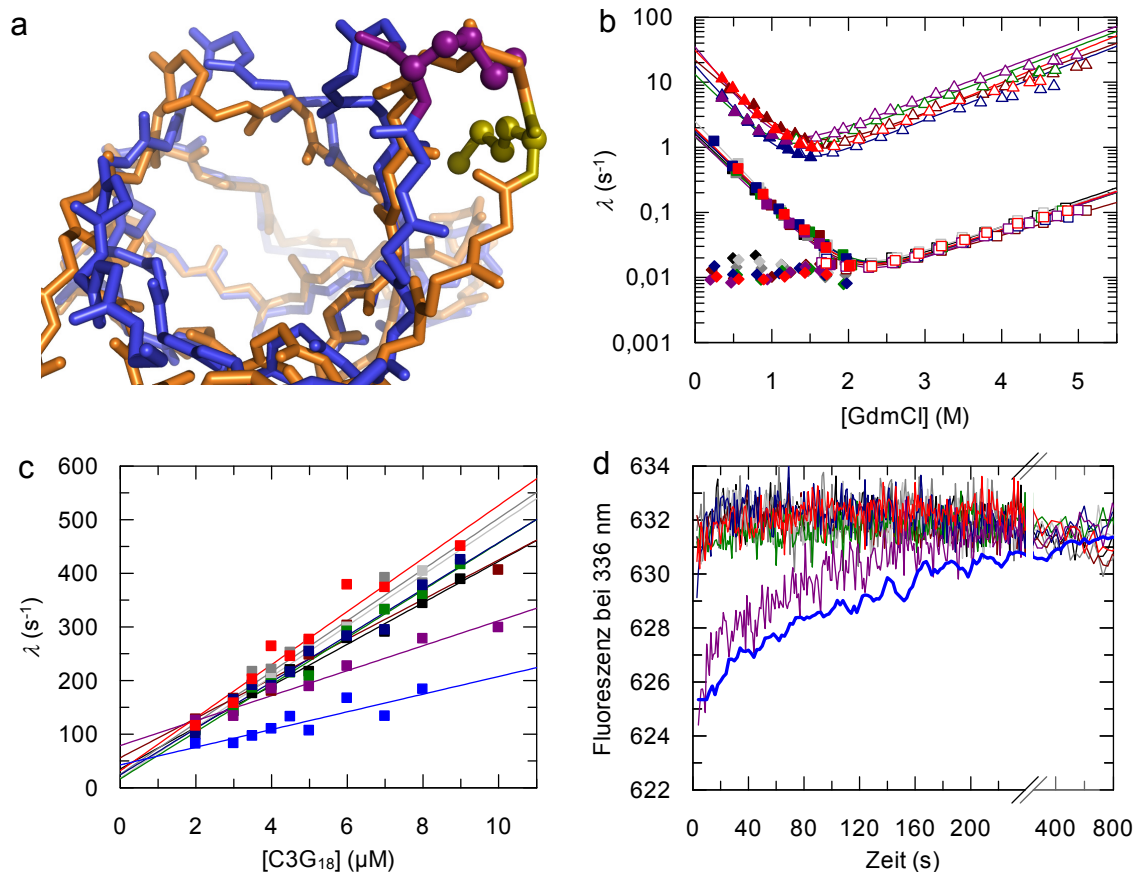 a
b
100
10
1
0,1
0,01
0,001
λ (s-1)
0 1 2 3 4 5
[GdmCl] (M)
c
600
500
400
300
200
100
0
λ (s-1)
0 2 4 6 8 10
[C3G18] (µM)
d
634
632
630
628
626
624
622
Fluoreszenz bei 336 nm
0 40 80 120 160 200 400 800
Zeit (s)